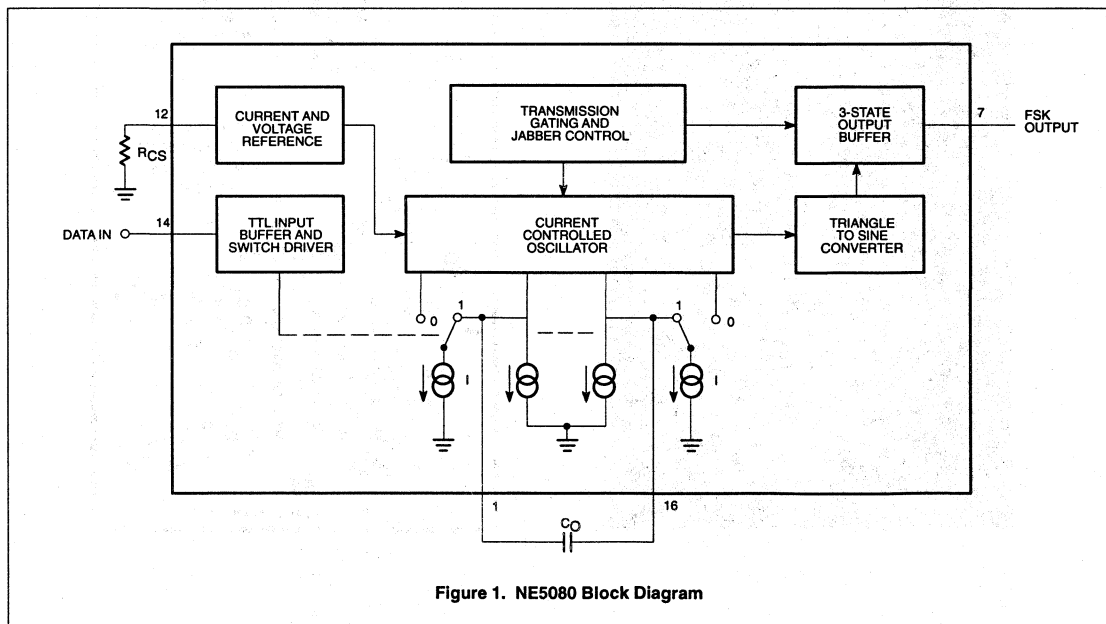 12
CURRENT AND
VOLTAGE
REFERENCE
TRANSMISSION
GATING AND
JABBER CONTROL
3-STATE
OUTPUT
BUFFER
7
FSK
OUTPUT
RCS
14
DATA IN
TTL INPUT
BUFFER AND
SWITCH DRIVER
CURRENT
CONTROLLED
OSCILLATOR
TRIANGLE
TO SINE
CONVERTER
0
1
1
0
I
I
1
16
CO
Figure 1. NE5080 Block Diagram